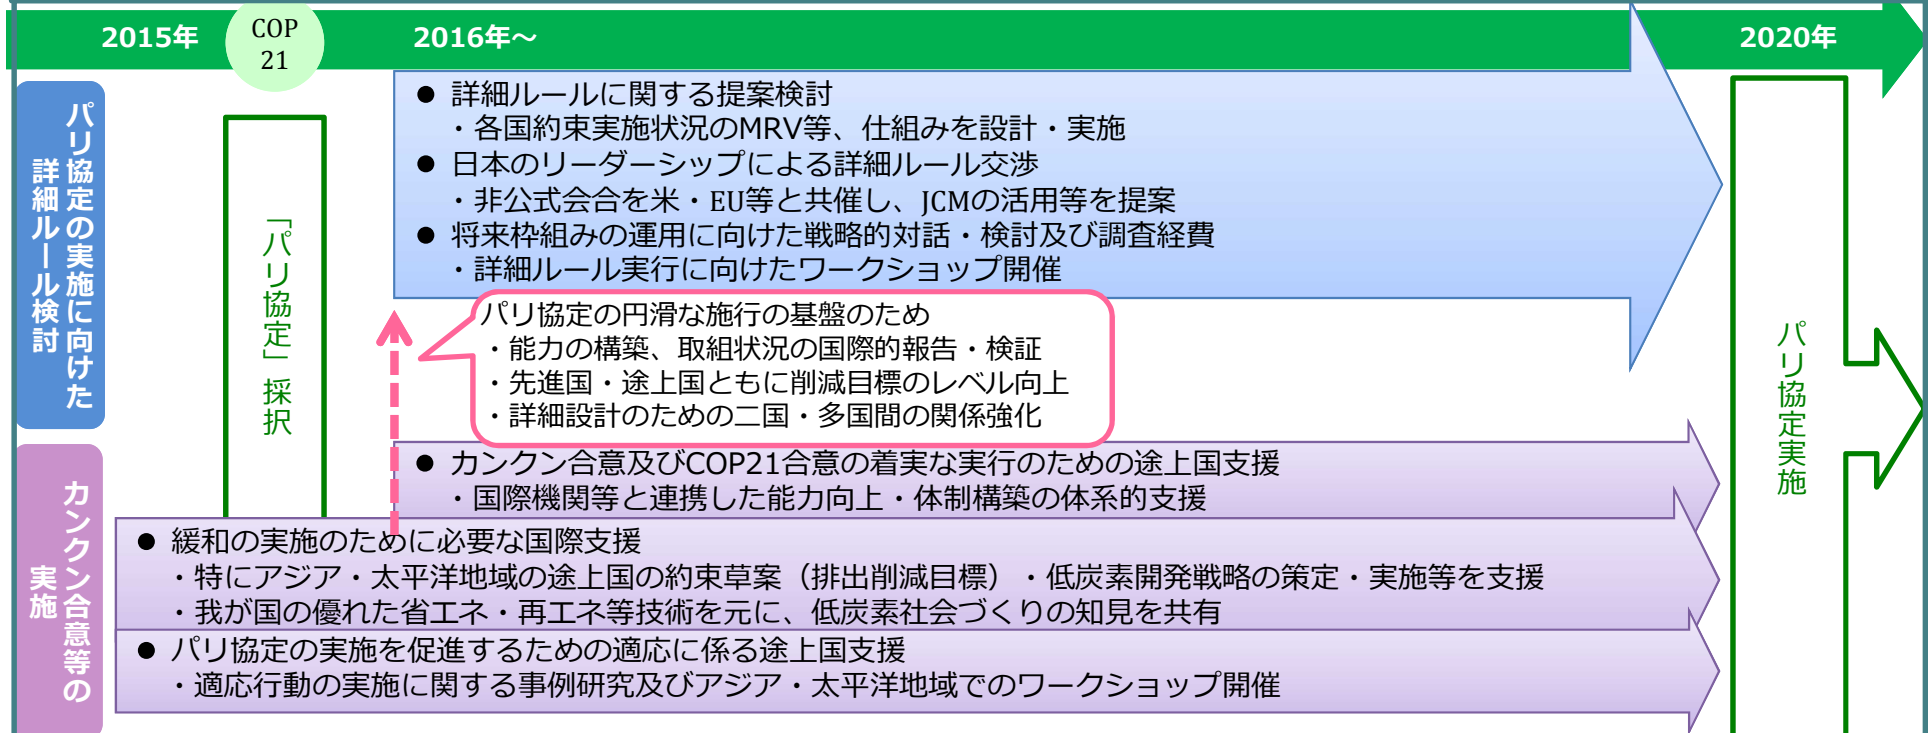 2015年
COP
21
2016年～
2020年
パリ協定の実施に向けた
詳細ルール検討
「パリ協定」採択
● 詳細ルールに関する提案検討
・各国約束実施状況のMRV等、仕組みを設計・実施
● 日本のリーダーシップによる詳細ルール交渉
・非公式会合を米・EU等と共催し、JCMの活用等を提案
● 将来枠組みの運用に向けた戦略的対話・検討及び調査経費
・詳細ルール実行に向けたワークショップ開催
パリ協定の円滑な施行の基盤のため
・能力の構築、取組状況の国際的報告・検証
・先進国・途上国ともに削減目標のレベル向上
・詳細設計のための二国・多国間の関係強化
パリ協定実施
カンクン合意等の
実施
● カンクン合意及びCOP21合意の着実な実行のための途上国支援
・国際機関等と連携した能力向上・体制構築の体系的支援
● 緩和の実施のために必要な国際支援
・特にアジア・太平洋地域の途上国の約束草案（排出削減目標）・低炭素開発戦略の策定・実施等を支援
・我が国の優れた省エネ・再エネ等技術を元に、低炭素社会づくりの知見を共有
● パリ協定の実施を促進するための適応に係る途上国支援
・適応行動の実施に関する事例研究及びアジア・太平洋地域でのワークショップ開催